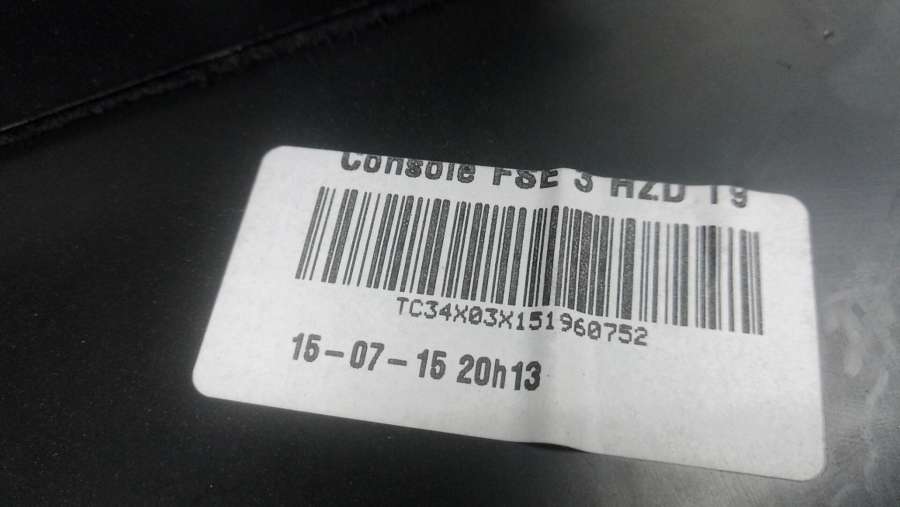 Console FSE 3 HZD T9
TC34X03X151960752
15-07-15 20h13